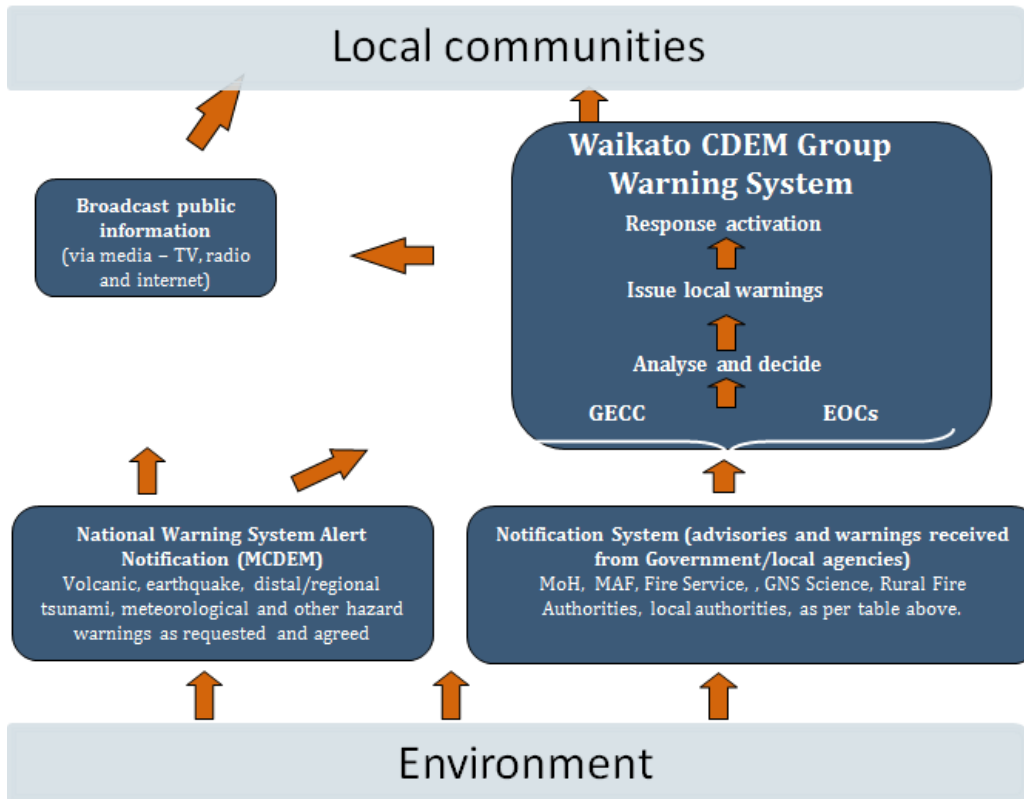 Local communities
Waikato CDEM Group
Warning System
Response activation
Issue local warnings
Analyse and decide
GECC
EOCs
Broadcast public
information
(via media – TV, radio
and internet)
National Warning System Alert
Notification (MCDEM)
Volcanic, earthquake, distal/regional
tsunami, meteorological and other hazard
warnings as requested and agreed
Notification System (advisories and warnings received
from Government/local agencies)
MoH, MAF, Fire Service, , GNS Science, Rural Fire
Authorities, local authorities, as per table above.
Environment